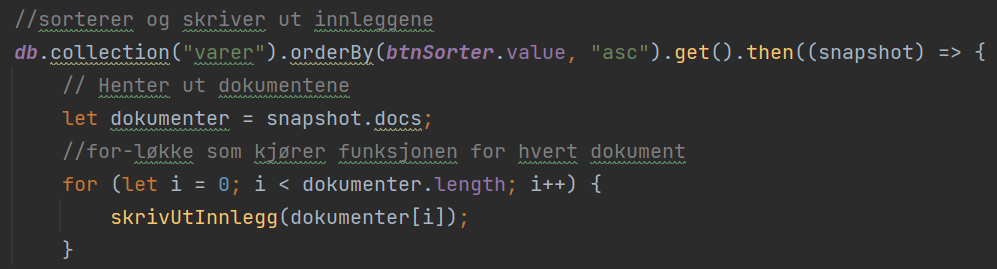 //sorterer og skriver ut innleggene
db.collection("varer").orderBy(btnSorter.value, "asc").get().then((snapshot) => {
// Henter ut dokumentene
let dokumenter = snapshot.docs;
//for-løkke som kjører funksjonen for hvert dokument
for (let i = 0; i < dokumenter.length; i++) {
skrivUtInnlegg(dokumenter[i]);
}